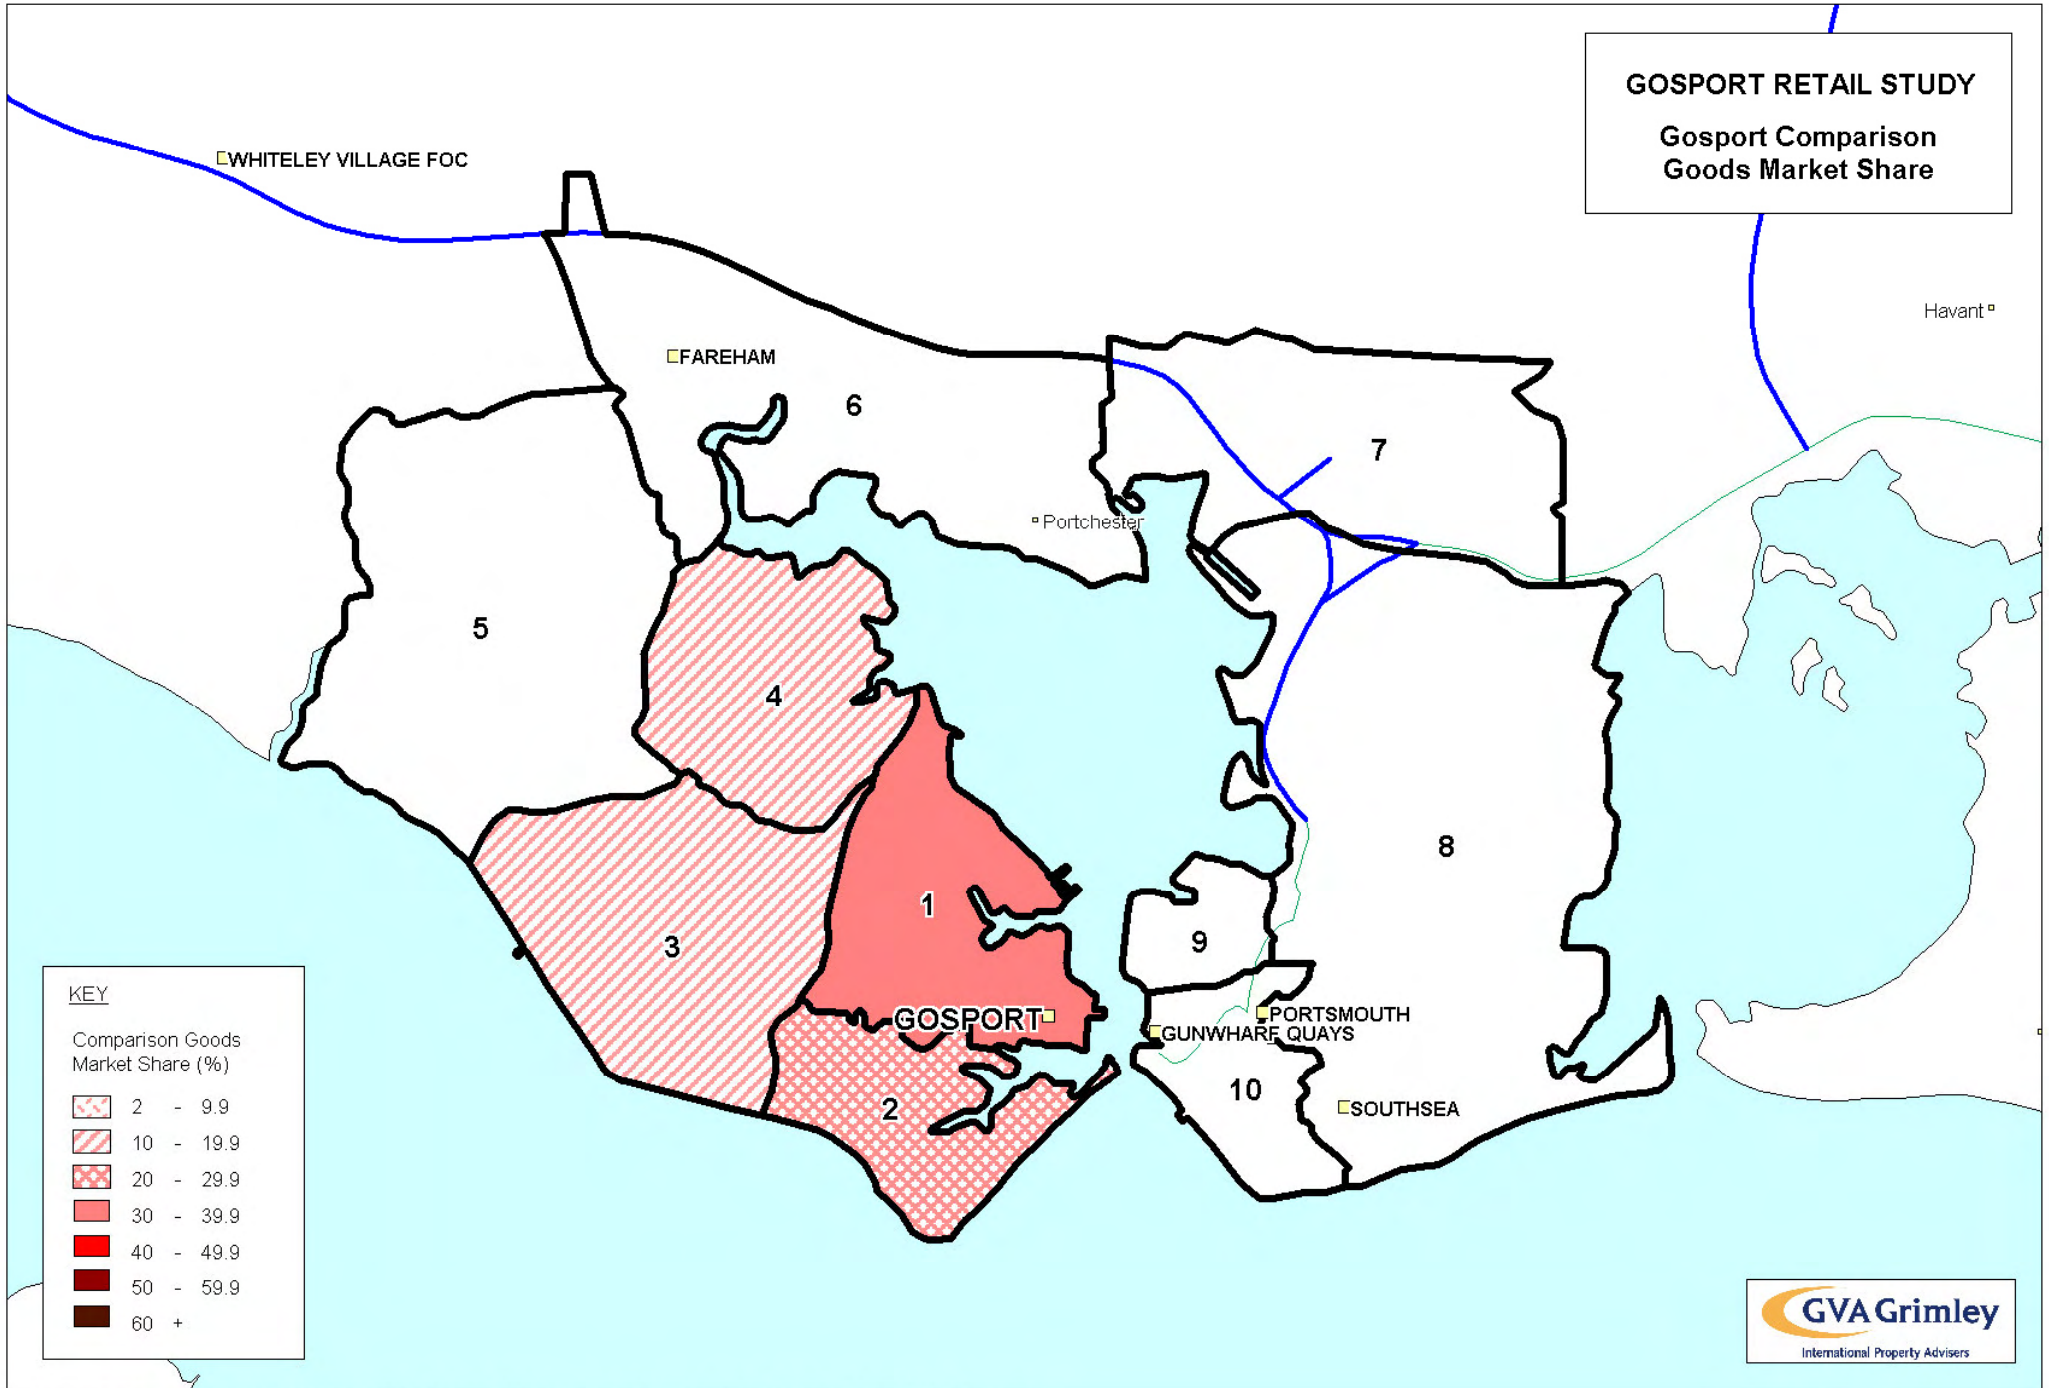 GOSPORT RETAIL STUDY
Gosport Comparison
Goods Market Share
WHITELEY VILLAGE FOC
Havant
FAREHAM
6
7
Portchester
5
4
8
1
9
3
GOSPORT
PORTSMOUTH
GUNWHARF QUAYS
10
2
SOUTHSEA
KEY
Comparison Goods
Market Share (%)
2 - 9.9
10 - 19.9
20 - 29.9
30 - 39.9
40 - 49.9
50 - 59.9
60 +
GVA Grimley
International Property Advisers